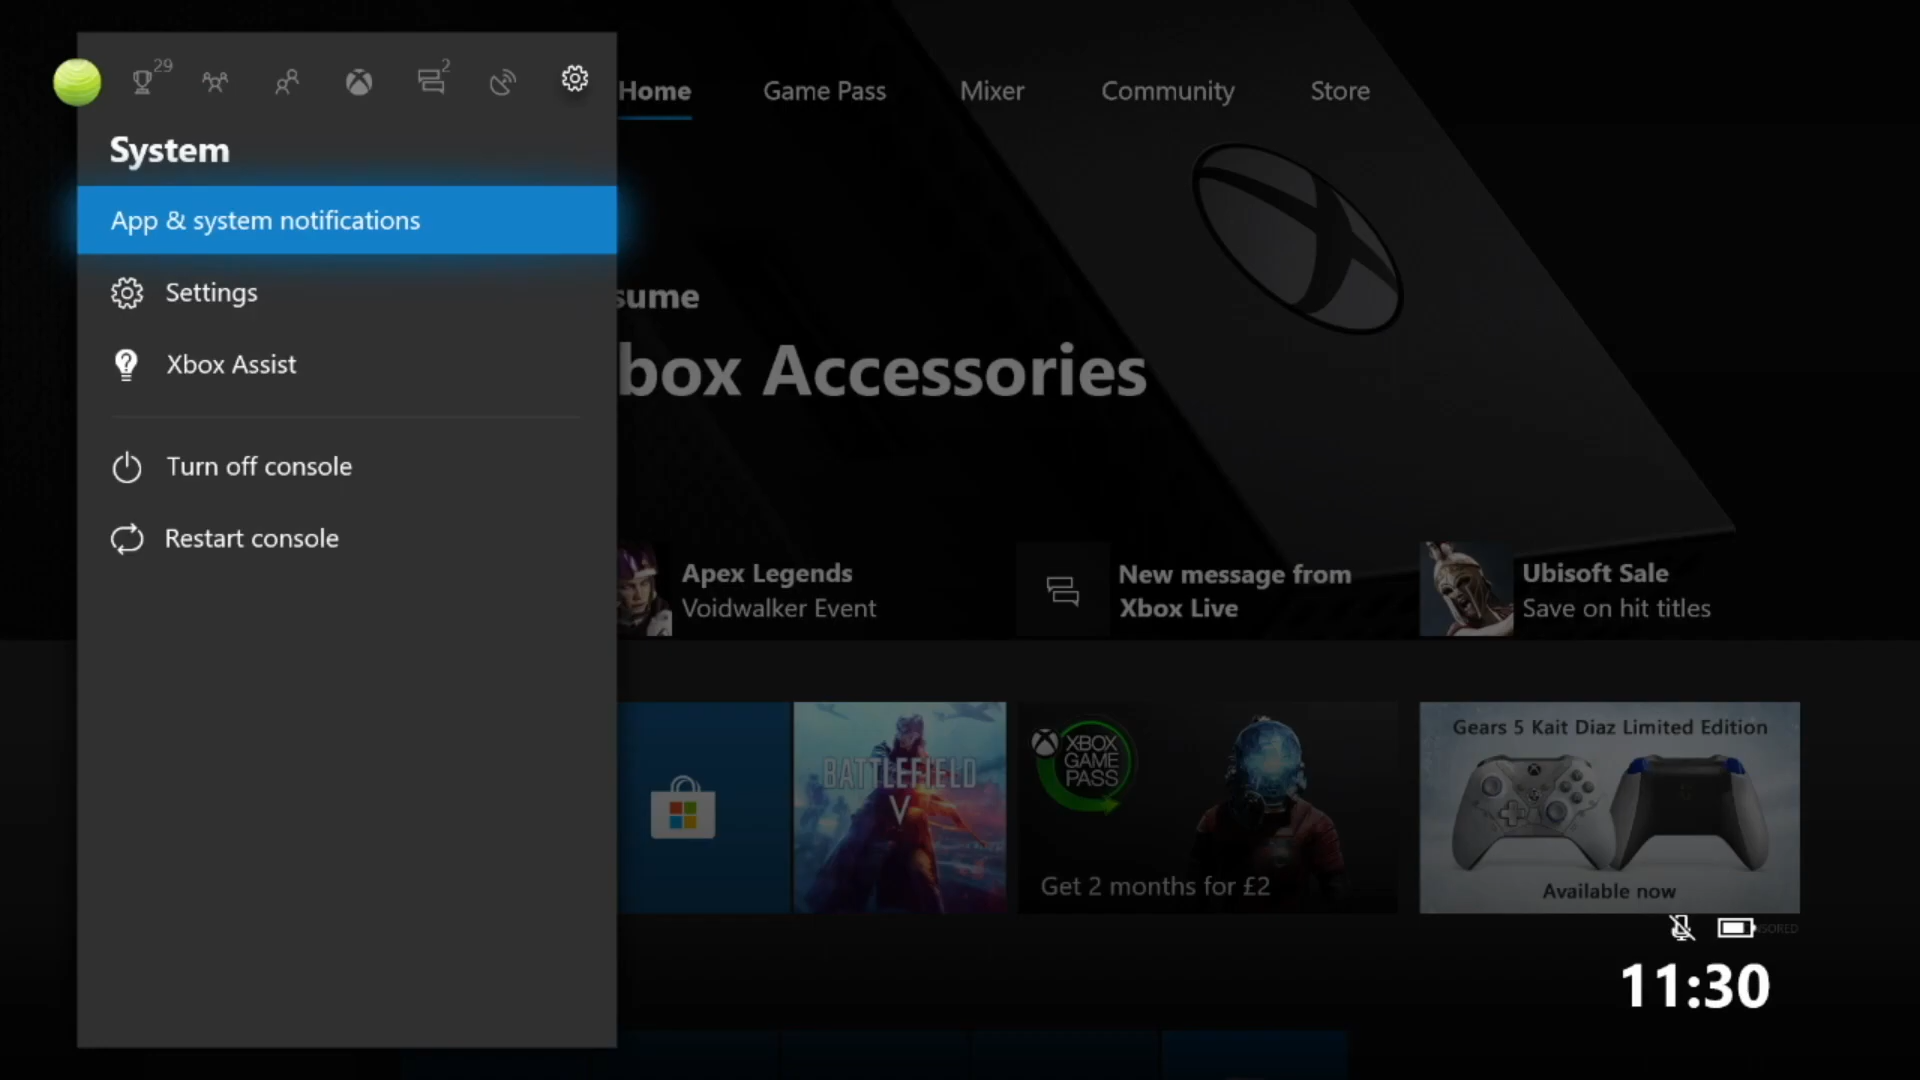 29
2
Home
Game Pass
Mixer
Community
Store
System
App & system notifications
Settings
Xbox Assist
Turn off console
Restart console
sume
box Accessories
Apex Legends
Voidwalker Event
New message from
Xbox Live
Ubisoft Sale
Save on hit titles
BATTLEFIELD
V
XBOX
GAME
PASS
Get 2 months for £2
Gears 5 Kait Diaz Limited Edition
Available now
SORED
11:30